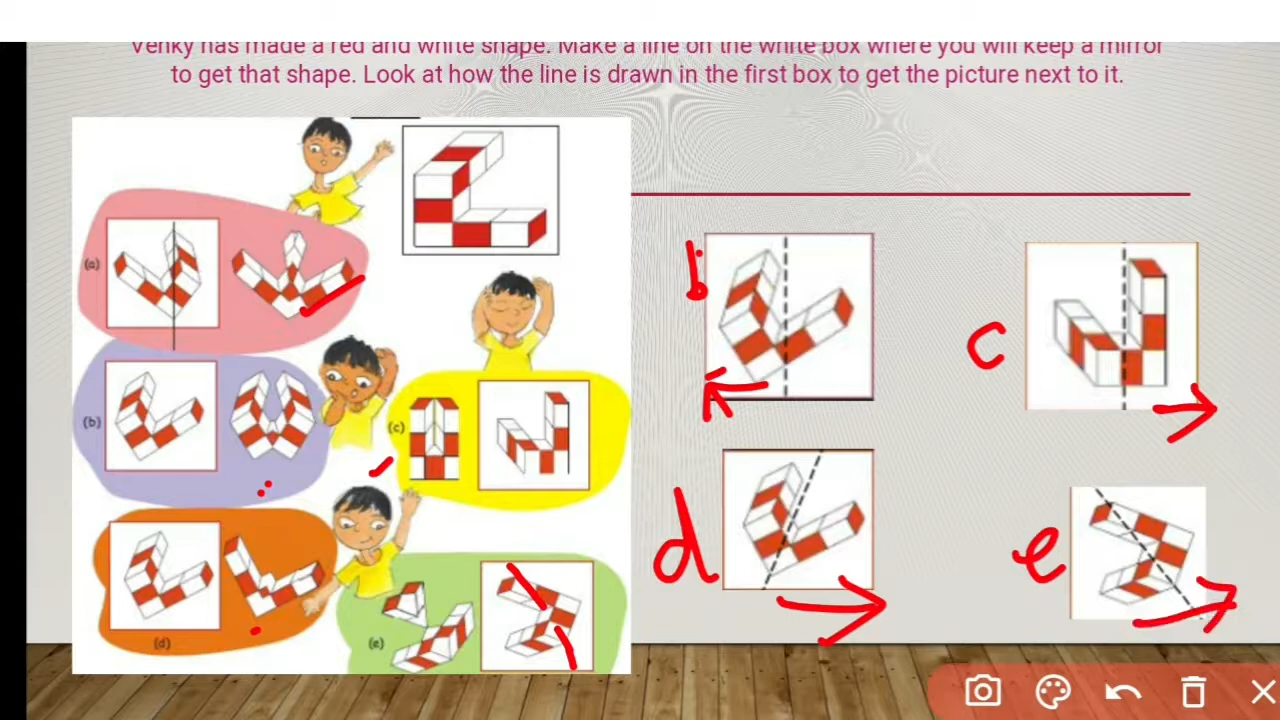 Venky has made a red and white shape. Make a line on the white box where you will keep a mirror
to get that shape. Look at how the line is drawn in the first box to get the picture next to it.
(a)
(b)
(c)
(d)
(e)
b
c
d
e